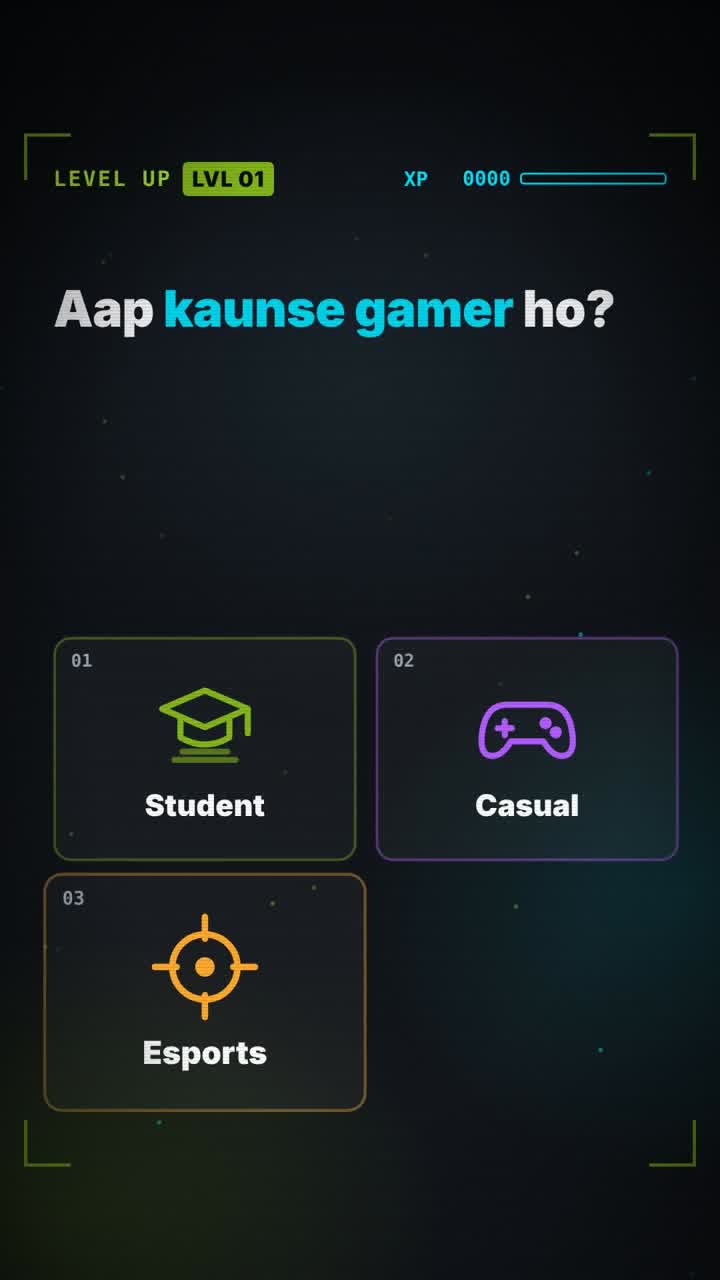 LEVEL UP LVL 01 XP 0000
Aap kaunse gamer ho?
01
Student
02
Casual
03
Esports